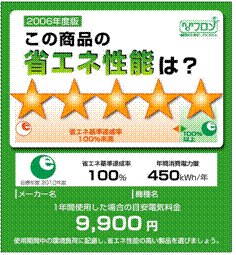 2006年度版
ノンフロン
この商品の
省エネ性能は?
省エネ基準達成率
100%未満
100%
以上
省エネ基準達成率
100%
年間消費電力量
450kWh/年
目標年度 2010年度
メーカー名
機種名
1年間使用した場合の目安電気料金
9,900円
使用期間中の環境負荷に配慮し、省エネ性能の高い製品を選びましょう。